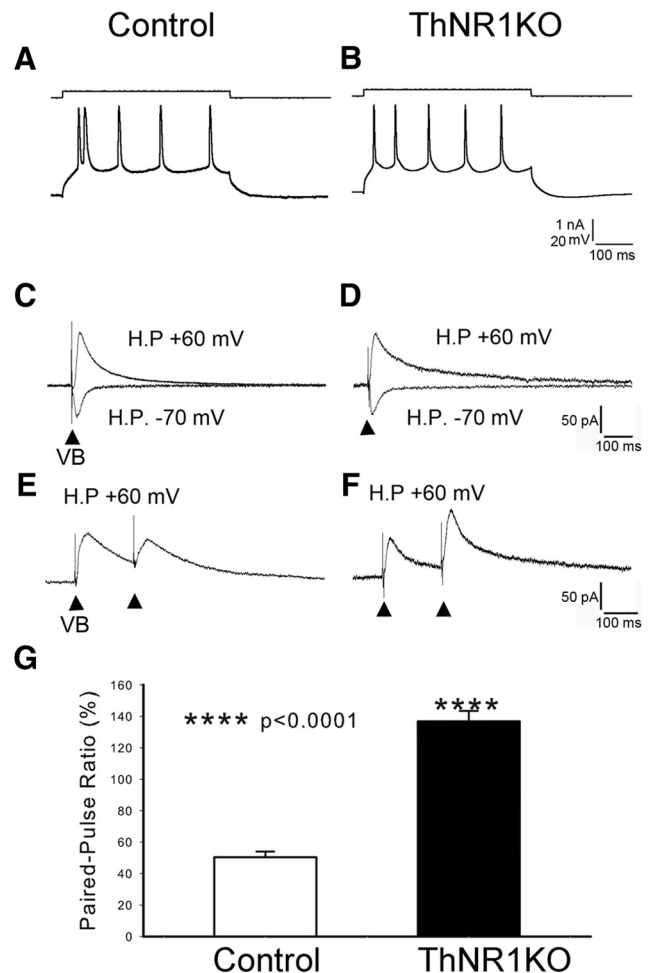 Control
ThNR1KO
A
B
1 nA
20 mV
100 ms
C
D
H.P +60 mV
H.P +60 mV
H.P. -70 mV
H.P. -70 mV
50 pA
100 ms
VB
E
F
H.P +60 mV
H.P +60 mV
50 pA
100 ms
VB
G
Paired-Pulse Ratio (%)
160
140
120
100
80
60
40
20
0
**** p<0.0001
****
Control
ThNR1KO